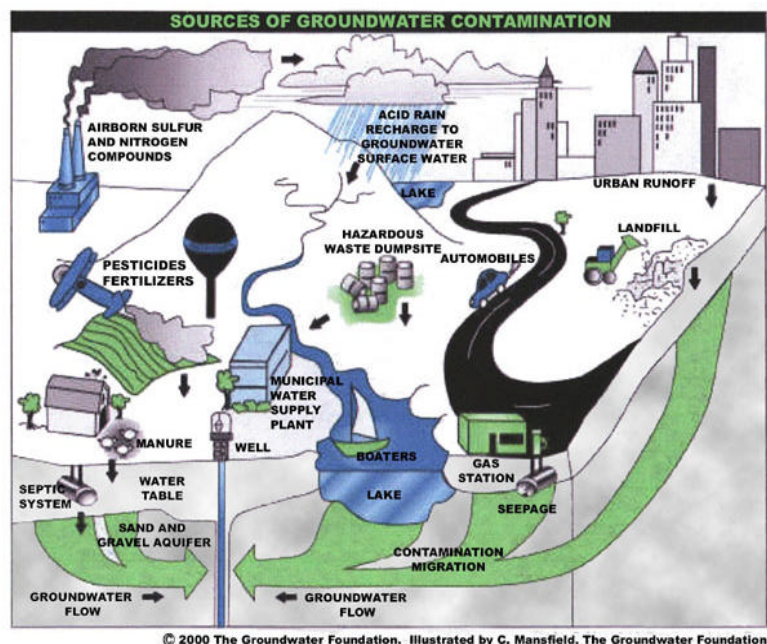 SOURCES OF GROUNDWATER CONTAMINATION
AIRBORN SULFUR
AND NITROGEN
COMPOUNDS
ACID RAIN
RECHARGE TO
GROUNDWATER
SURFACE WATER
LAKE
URBAN RUNOFF
HAZARDOUS
WASTE DUMPSITE
AUTOMOBILES
LANDFILL
PESTICIDES
FERTILIZERS
MUNICIPAL
WATER
SUPPLY
PLANT
MANURE
WELL
BOATERS
GAS
STATION
SEPTIC
SYSTEM
WATER
TABLE
LAKE
SEEPAGE
SAND AND
GRAVEL AQUIFER
CONTAMINATION
MIGRATION
GROUNDWATER
FLOW
GROUNDWATER
FLOW
© 2000 The Groundwater Foundation. Illustrated by C. Mansfield, The Groundwater Foundation